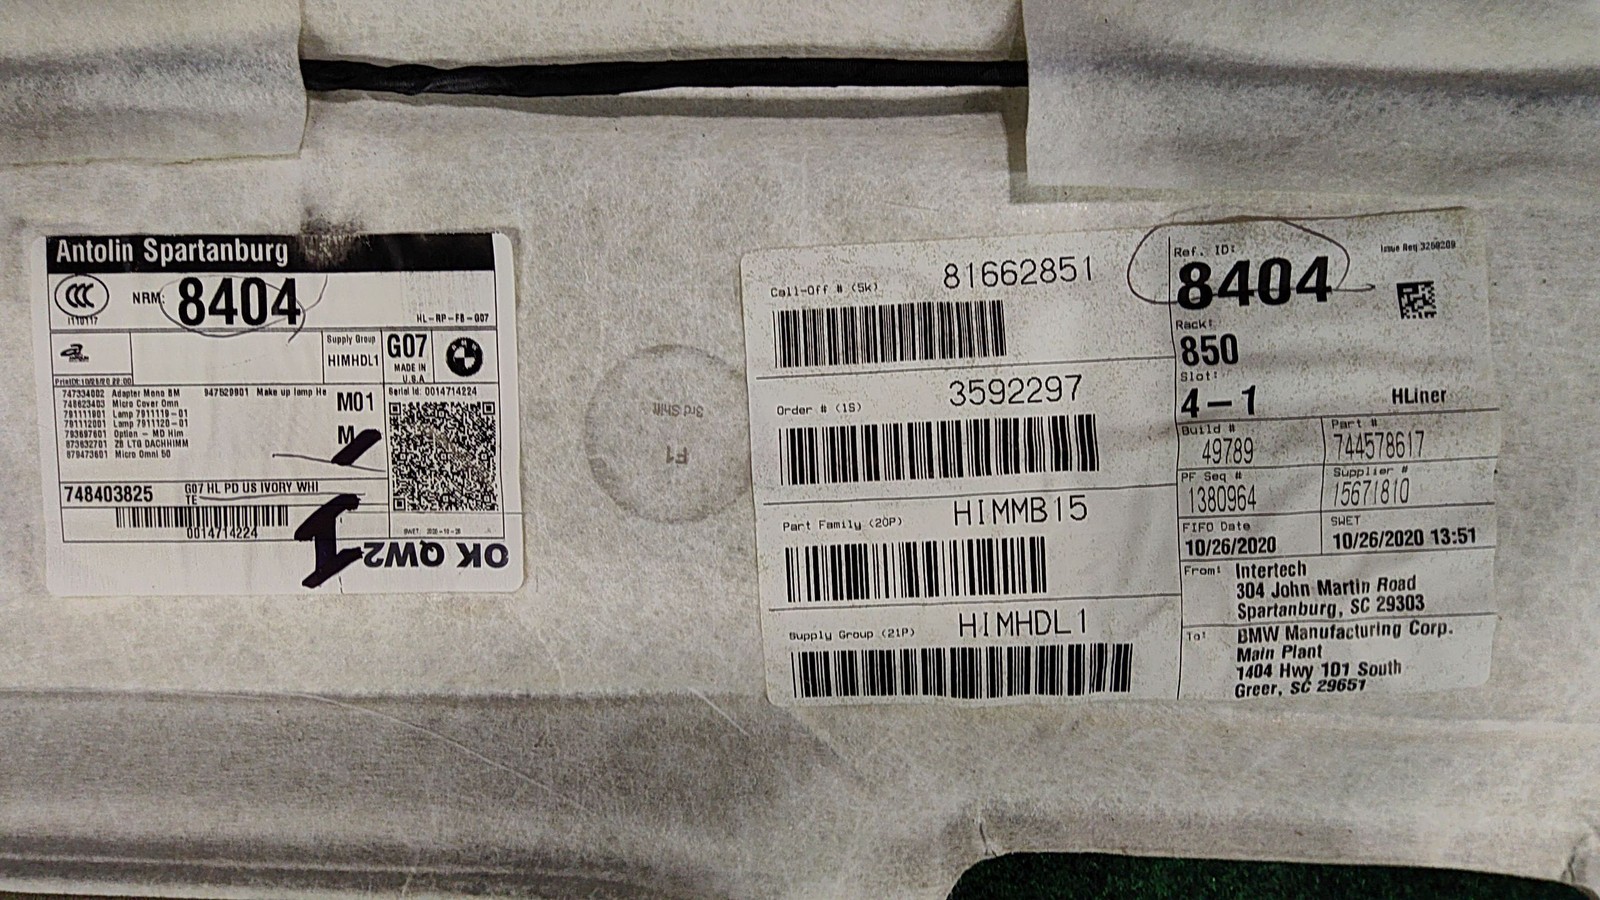 Antolin Spartanburg
CCC
NRM: 8404
HL-RP-FB-G07
Supply Group
HIMHDL1
G07
MADE IN
U.S.A
Serial Id: 0014714224
747334002 Adapter Mono BM 947529901 Make up lamp He
748623403 Micro Cover Omn
791111901 Lamp 7911119-01
791112001 Lamp 7911120-01
793697601 Option - MD Him
873632701 ZB LTG DACHHIMM
879473601 Micro Omni 50
M01
M
748403825
G07 HL PD US IVORY WHI
TE
0014714224
OK QW2
3rd Shift
F1
Call-Off # (5k) 81662851
Order # (1S) 3592297
Part Family (20P) HIMMB15
Supply Group (21P) HIMHDL1
Ref. ID:
8404
Rack:
850
Slot:
4-1 HLiner
Build #
49789
Part #
744578617
PF Seq #
1380964
Supplier #
15671810
FIFO Date
10/26/2020
SWET
10/26/2020 13:51
From: Intertech
304 John Martin Road
Spartanburg, SC 29303
To: BMW Manufacturing Corp.
Main Plant
1404 Hwy 101 South
Greer, SC 29651